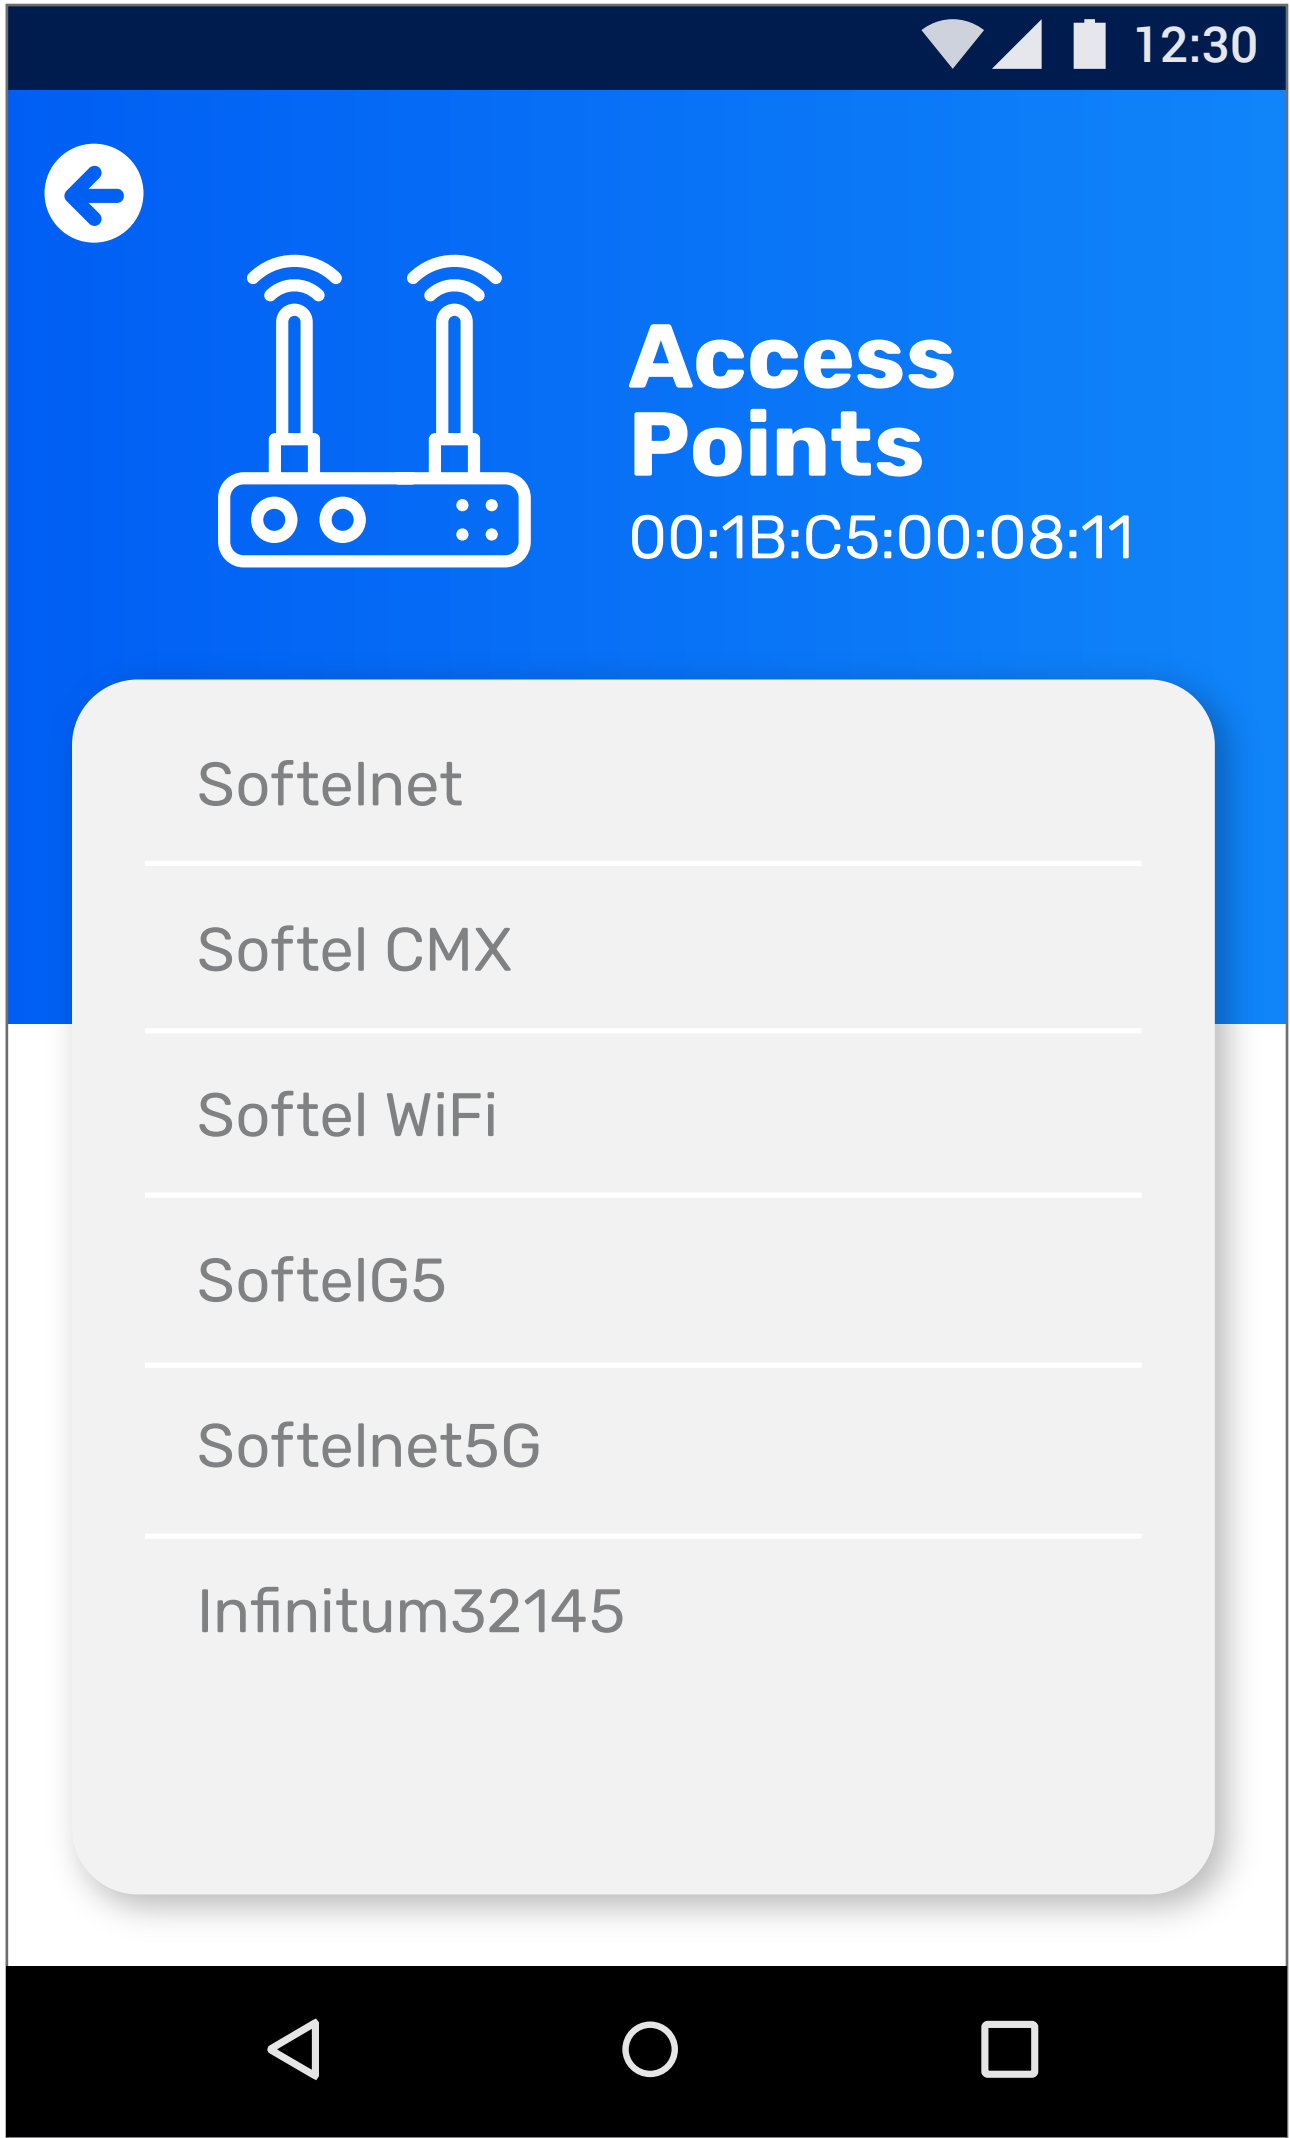 12:30
Access
Points
00:1B:C5:00:08:11
Softelnet
Softel CMX
Softel WiFi
SoftelG5
Softelnet5G
Infinitum32145